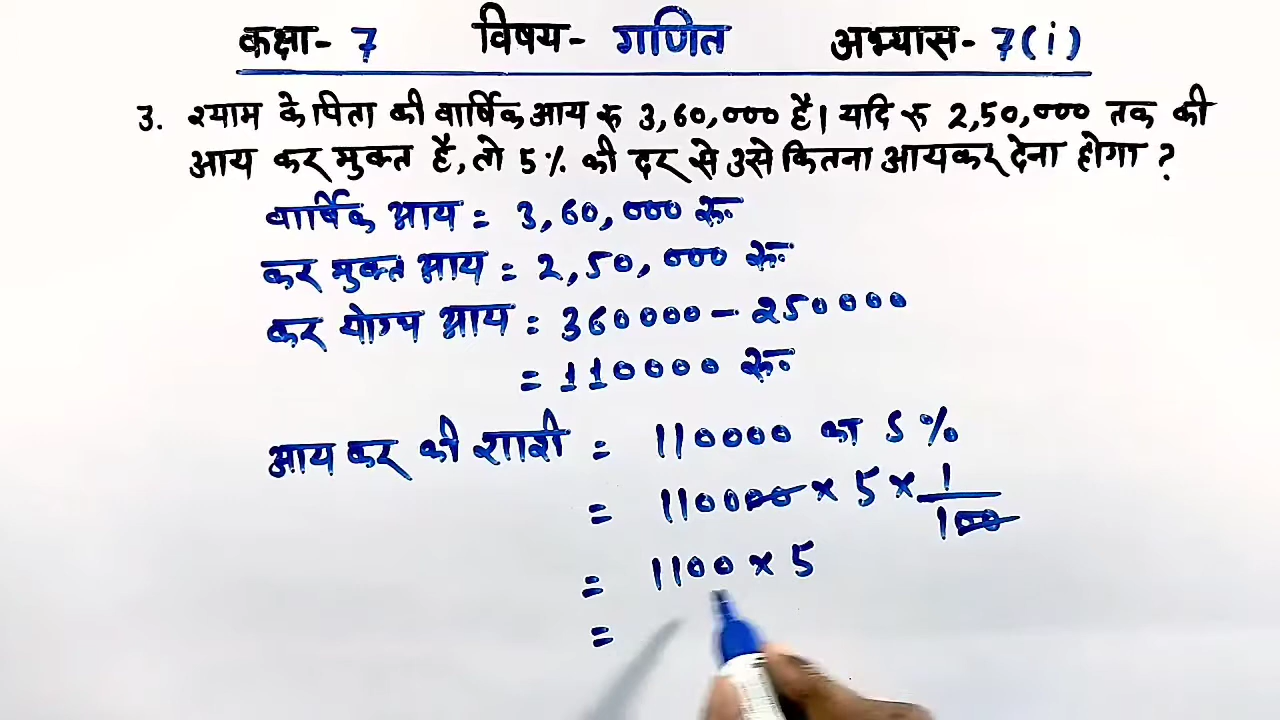 कक्षा- 7 विषय- गणित अभ्यास- 7(i)
3. श्याम के पिता की वार्षिक आय रु 3,60,000 है। यदि रु 2,50,000 तक की
आय कर मुक्त है, तो 5% की दर से उसे कितना आयकर देना होगा ?
वार्षिक आय = 3,60,000 रू॰
कर मुक्त आय = 2,50,000 रू॰
कर योग्य आय = 360000 - 250000
= 110000 रू॰
आय कर की राशी = 110000 का 5%
= 110000 × 5 × 1/100
= 1100 × 5
=